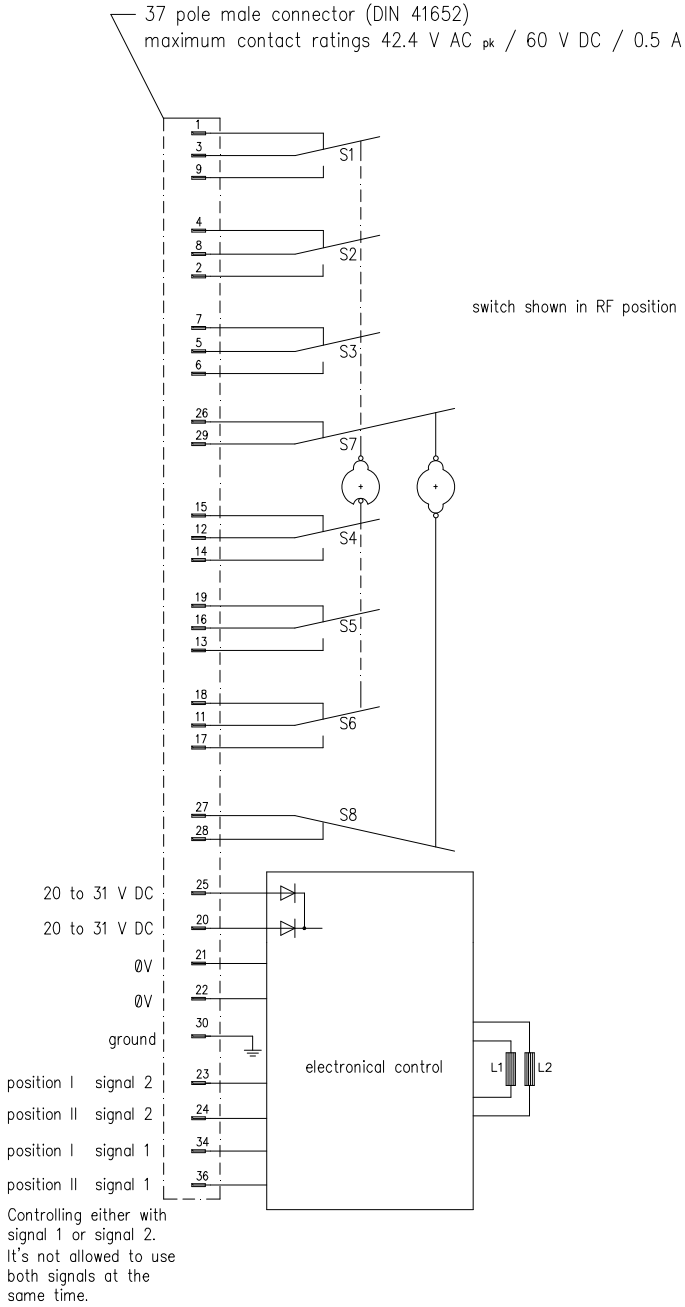 37 pole male connector (DIN 41652)
maximum contact ratings 42.4 V AC pk / 60 V DC / 0.5 A
1
3
S1
9
4
8
S2
2
switch shown in RF position
7
5
S3
6
26
29
S7
15
12
S4
14
19
16
S5
13
18
11
S6
17
27
S8
28
20 to 31 V DC 25
20 to 31 V DC 20
0V 21
0V 22
ground 30
electronical control
L1 L2
position I signal 2 23
position II signal 2 24
position I signal 1 34
position II signal 1 36
Controlling either with
signal 1 or signal 2.
It's not allowed to use
both signals at the
same time.